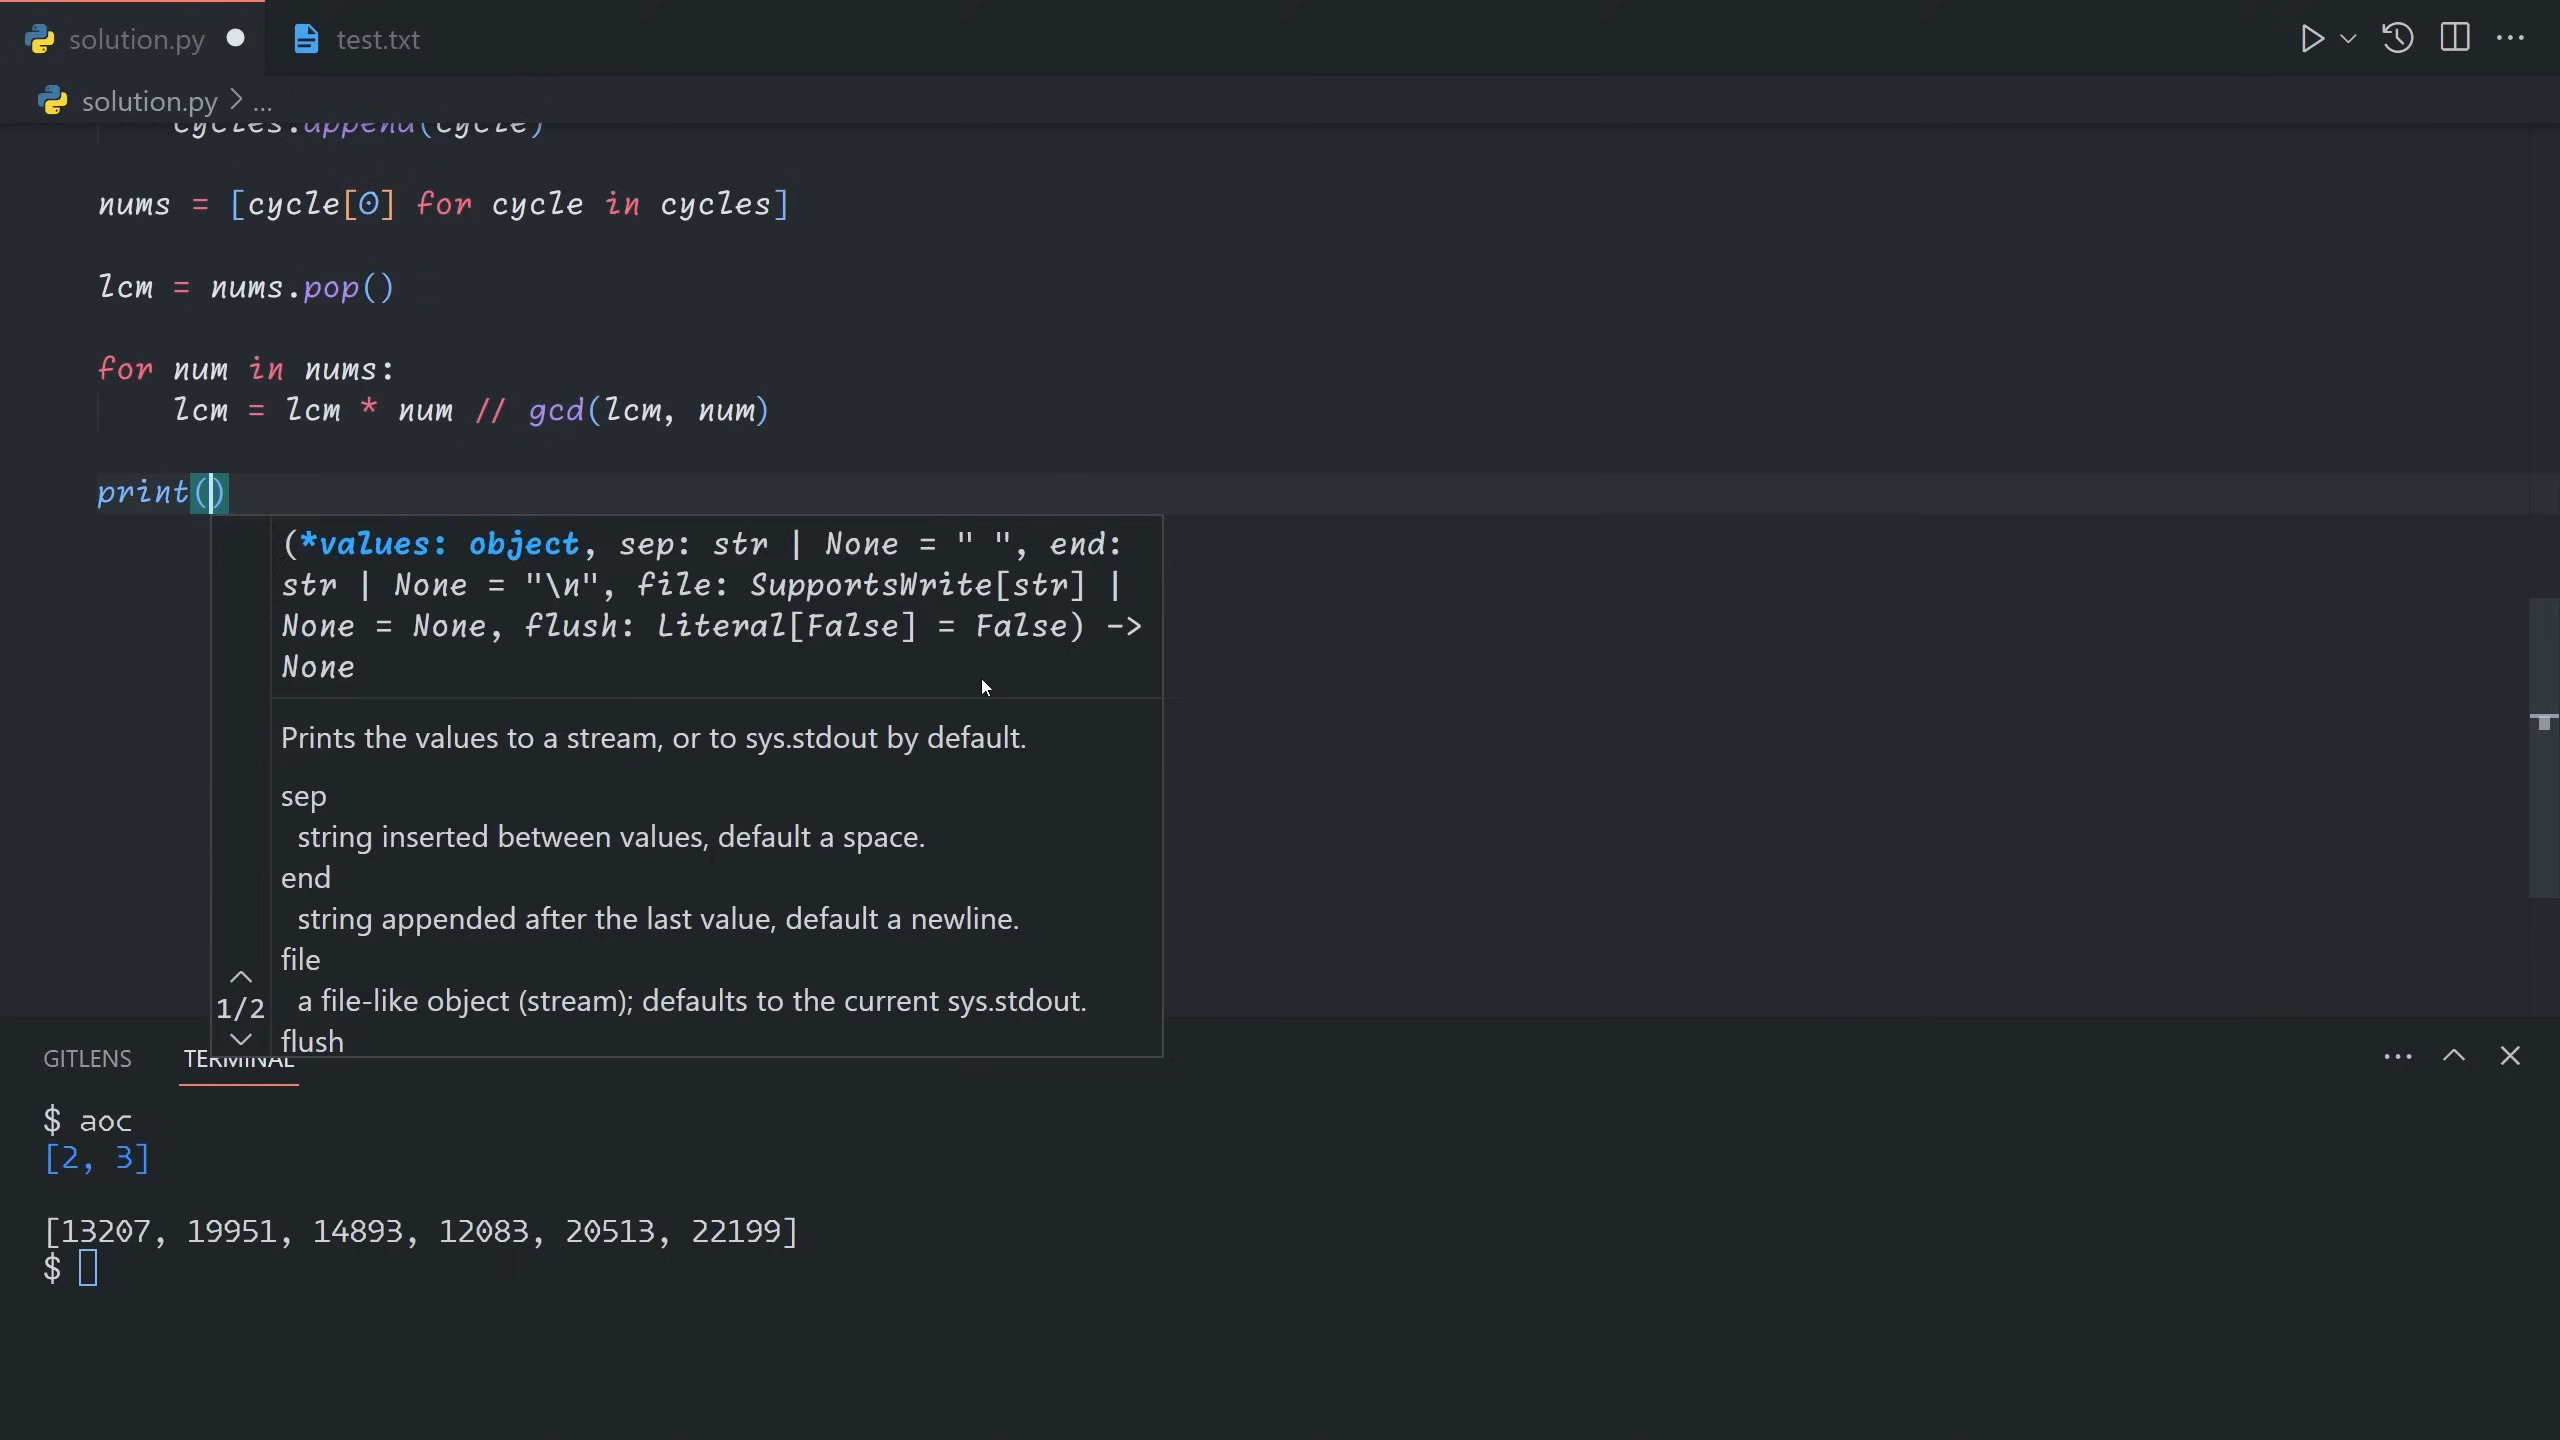 solution.py
test.txt
solution.py > ...
cycles.append(cycle)
nums = [cycle[0] for cycle in cycles]
lcm = nums.pop()
for num in nums:
lcm = lcm * num // gcd(lcm, num)
print()
(*values: object, sep: str | None = " ", end:
str | None = "\n", file: SupportsWrite[str] |
None = None, flush: Literal[False] = False) ->
None
Prints the values to a stream, or to sys.stdout by default.
sep
string inserted between values, default a space.
end
string appended after the last value, default a newline.
file
a file-like object (stream); defaults to the current sys.stdout.
flush
1/2
GITLENS
TERMINAL
$ aoc
[2, 3]
[13207, 19951, 14893, 12083, 20513, 22199]
$